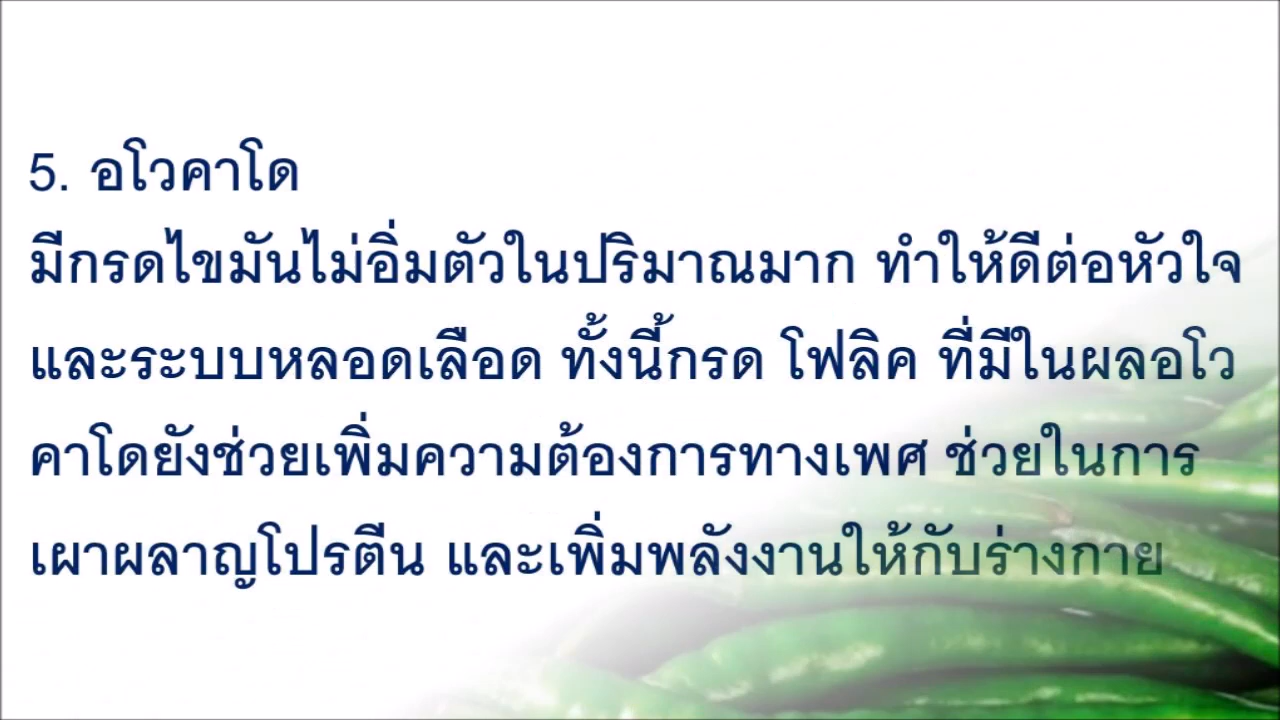 5. อโวคาโด
มีกรดไขมันไม่อิ่มตัวในปริมาณมาก ทำให้ดีต่อหัวใจ
และระบบหลอดเลือด ทั้งนี้กรด โฟลิค ที่มีในผลอโว
คาโดยังช่วยเพิ่มความต้องการทางเพศ ช่วยในการ
เผาผลาญโปรตีน และเพิ่มพลังงานให้กับร่างกาย